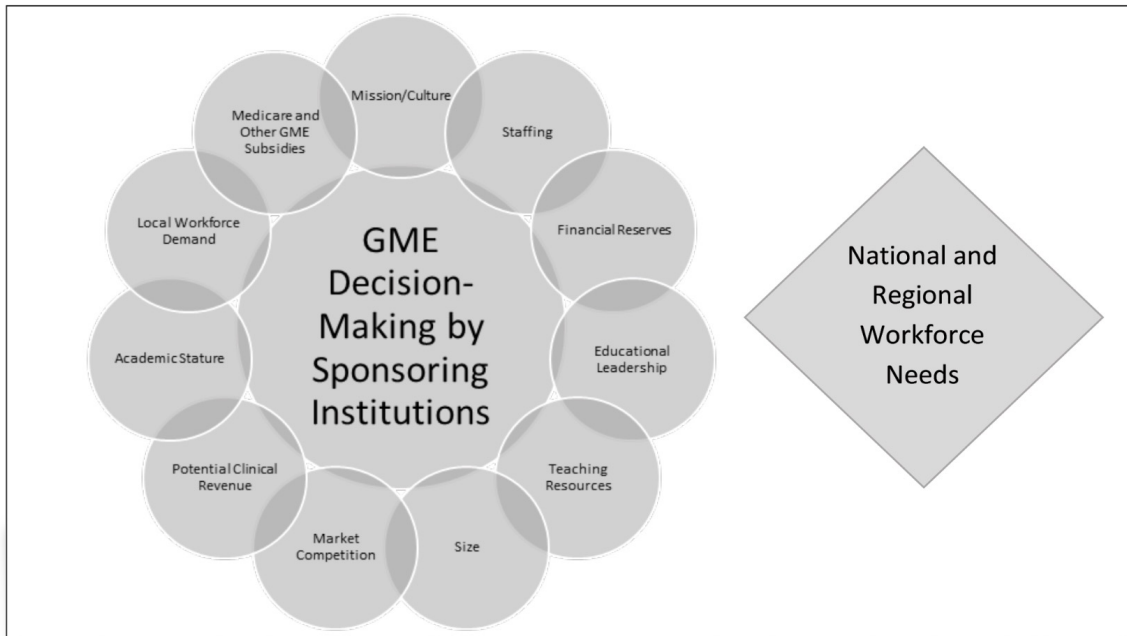 Mission/Culture
Staffing
Financial Reserves
Educational
Leadership
Teaching
Resources
Size
Market
Competition
Potential Clinical
Revenue
Academic Stature
Local Workforce
Demand
Medicare and
Other GME
Subsidies
GME
Decision-
Making by
Sponsoring
Institutions
National and
Regional
Workforce
Needs